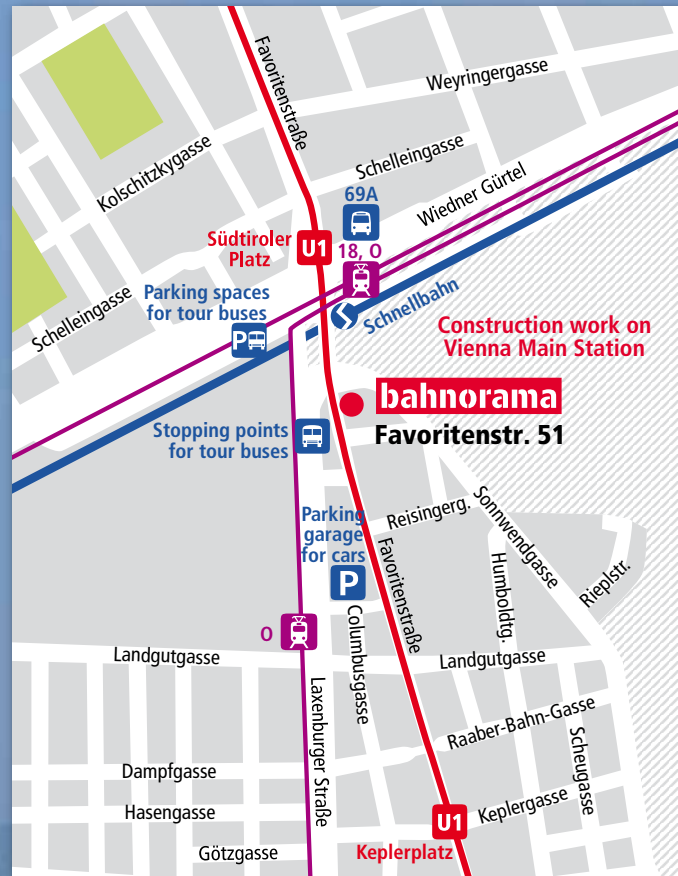 Favoritenstraße
Weyringergasse
Kolschitzkygasse
Schelleingasse
69A
Wiedner Gürtel
Südtiroler
Platz
U1
18, O
Schelleingasse
Parking spaces
for tour buses
P
Schnellbahn
Construction work on
Vienna Main Station
bahnorama
Favoritenstr. 51
Stopping points
for tour buses
Parking
garage
for cars
P
Reisingerg.
Sonnwendgasse
Favoritenstraße
Humboldtg.
Rieplstr.
O
Columbusgasse
Landgutgasse
Landgutgasse
Laxenburger Straße
Raaber-Bahn-Gasse
Scheugasse
Dampfgasse
Hasengasse
Keplergasse
U1
Götzgasse
Keplerplatz